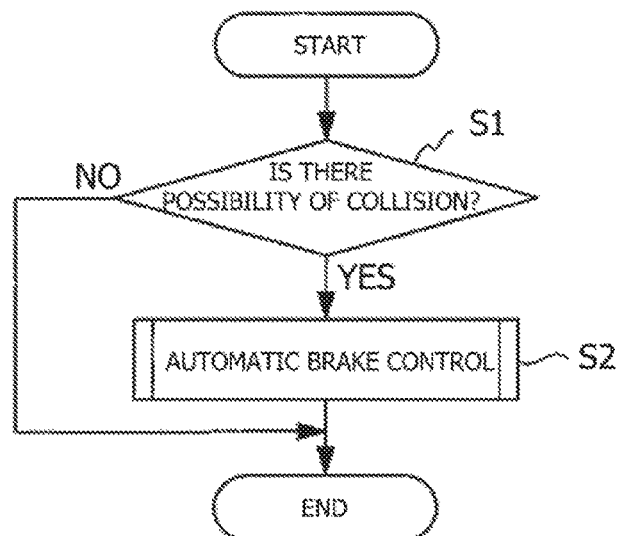 START
S1
IS THERE
POSSIBILITY OF COLLISION?
NO
YES
AUTOMATIC BRAKE CONTROL
S2
END